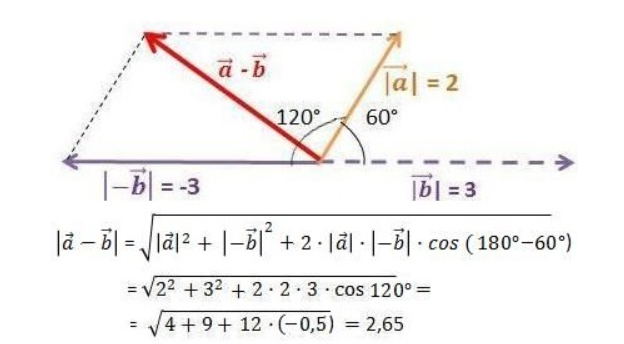 a⃗ - b⃗
|a⃗| = 2
120°
60°
|−b⃗| = -3
|b⃗| = 3
|a⃗ − b⃗| = √|a⃗|² + |−b⃗|² + 2 · |a⃗| · |−b⃗| · cos (180°−60°)
= √2² + 3² + 2 · 2 · 3 · cos 120° =
= √4 + 9 + 12 · (−0,5) = 2,65